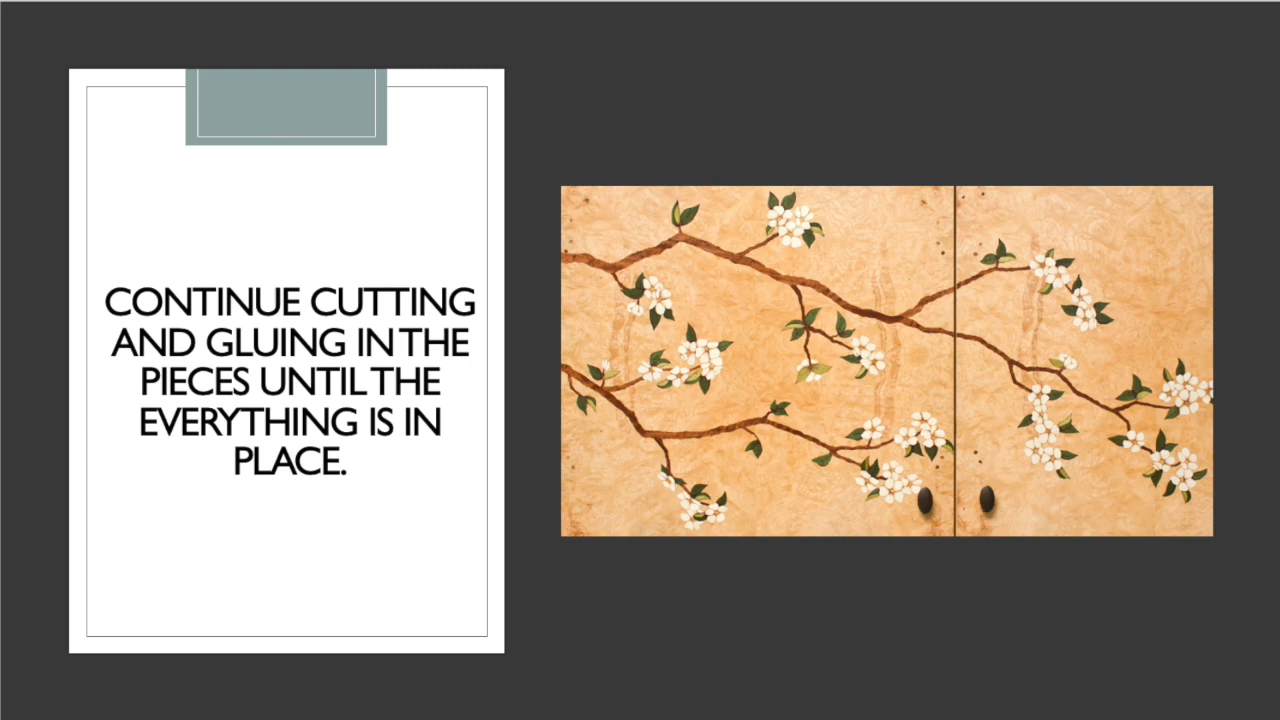 CONTINUE CUTTING
AND GLUING IN THE
PIECES UNTIL THE
EVERYTHING IS IN
PLACE.